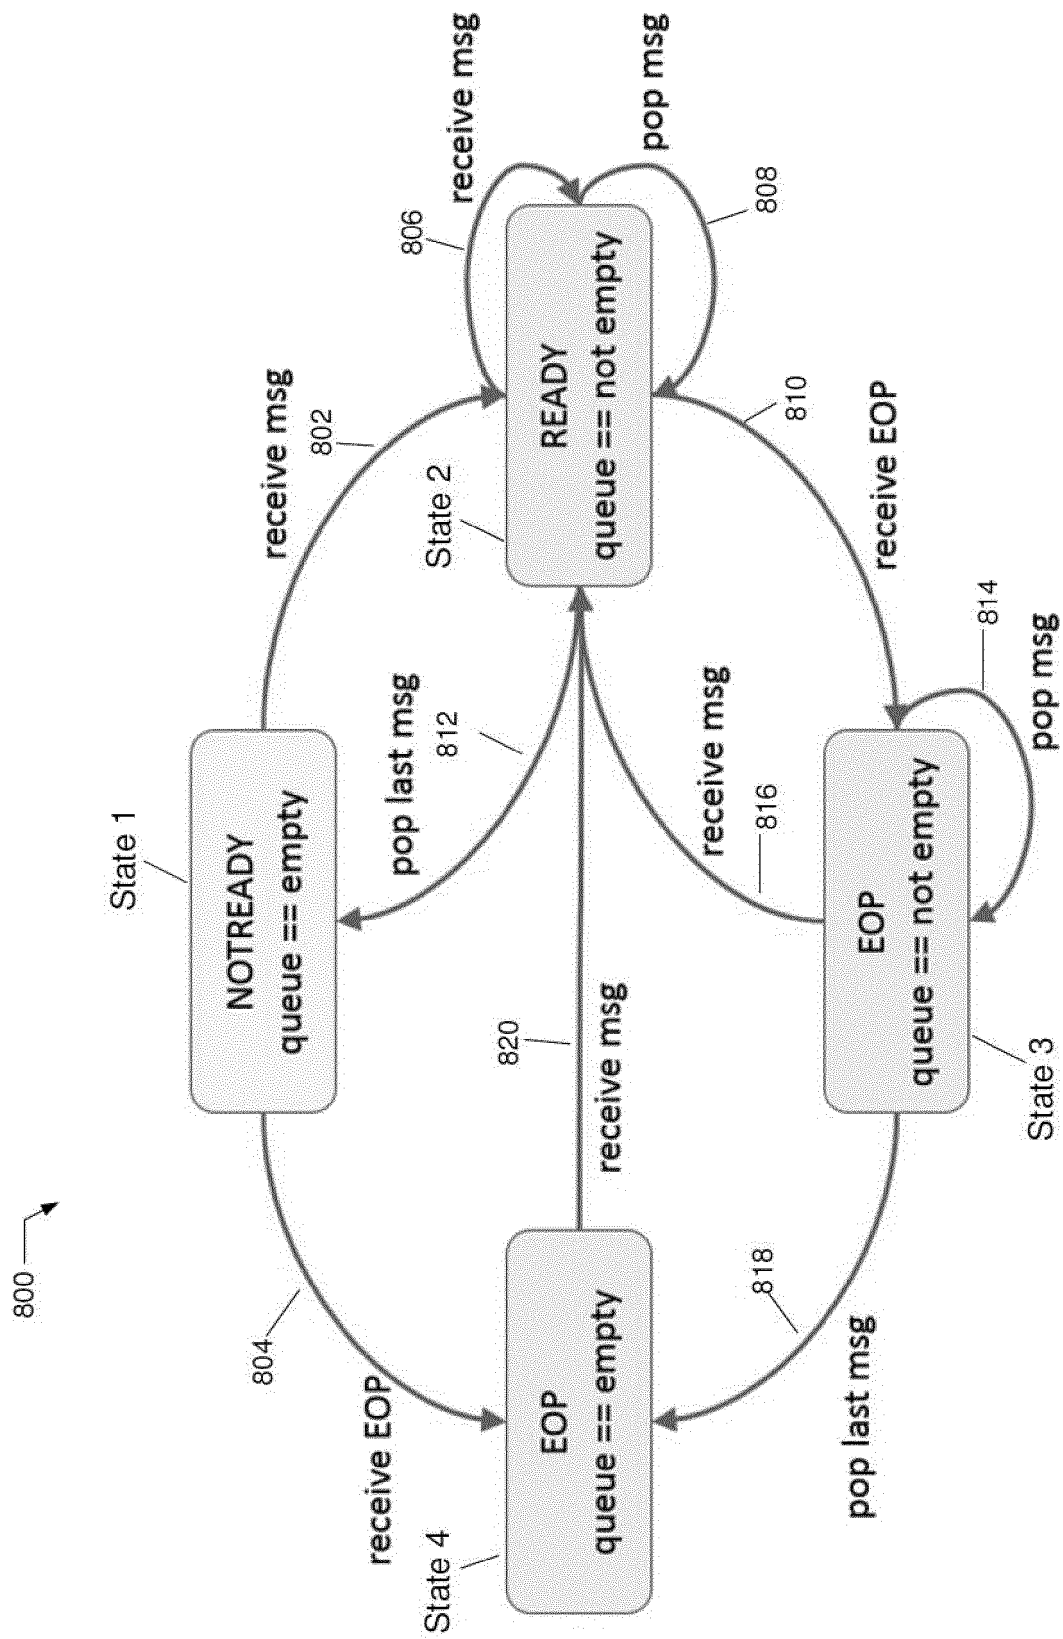 800
State 1
NOTREADY
queue == empty
receive msg
802
804
receive EOP
State 2
READY
queue == not empty
806
receive msg
pop msg
808
pop last msg
812
820
receive msg
State 4
EOP
queue == empty
receive msg
816
810
receive EOP
818
pop last msg
State 3
EOP
queue == not empty
814
pop msg